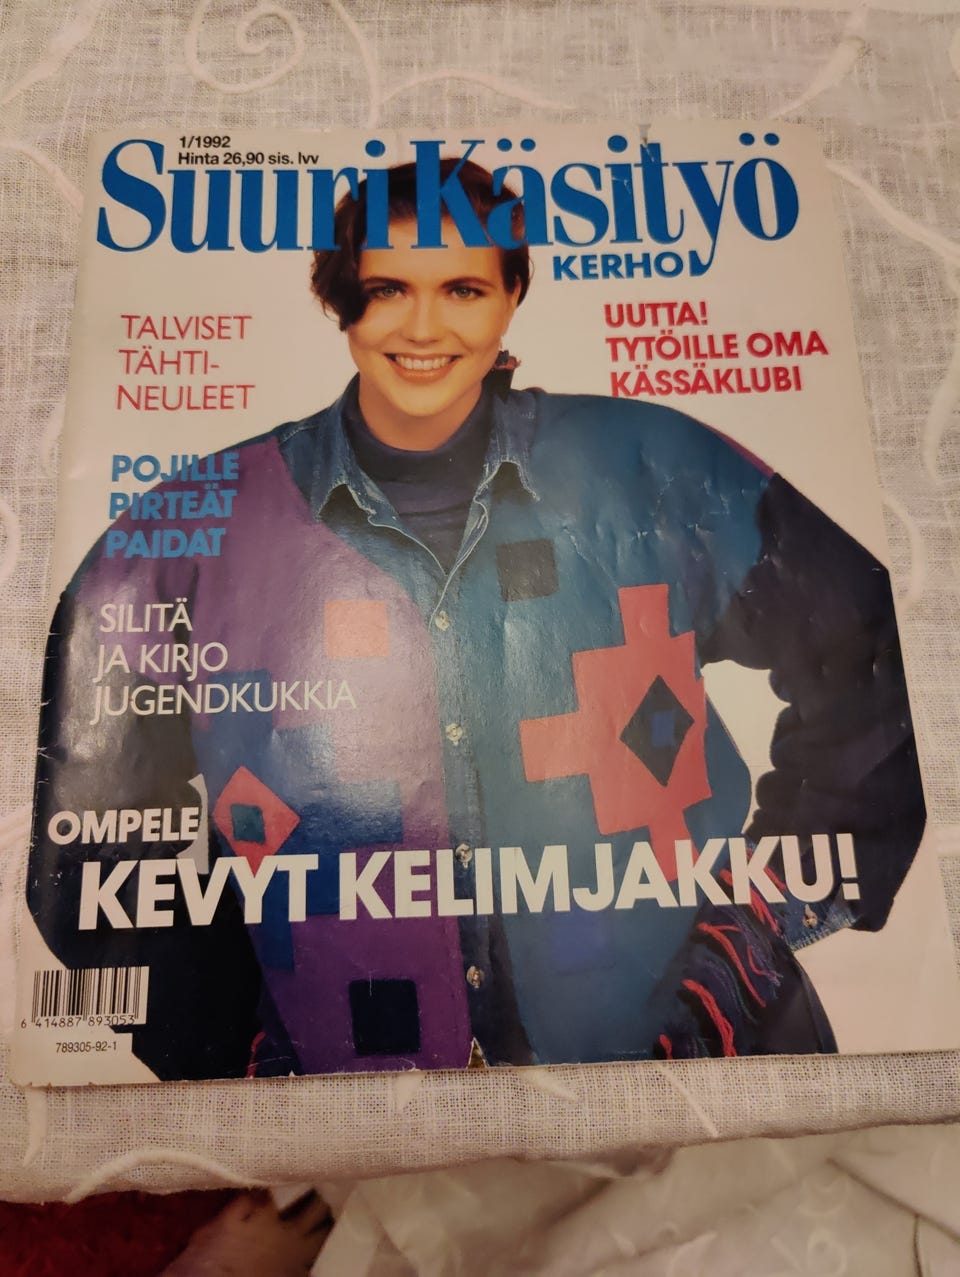 1/1992
Hinta 26,90 sis. lvv
Suuri Käsityö
KERHO
TALVISET
TÄHTI-
NEULEET
UUTTA!
TYTÖILLE OMA
KÄSSÄKLUBI
POJILLE
PIRTEÄT
PAIDAT
SILITÄ
JA KIRJO
JUGENDKUKKIA
OMPELE
KEVYT KELIMJAKKU!
6 414887 893053
789305-92-1